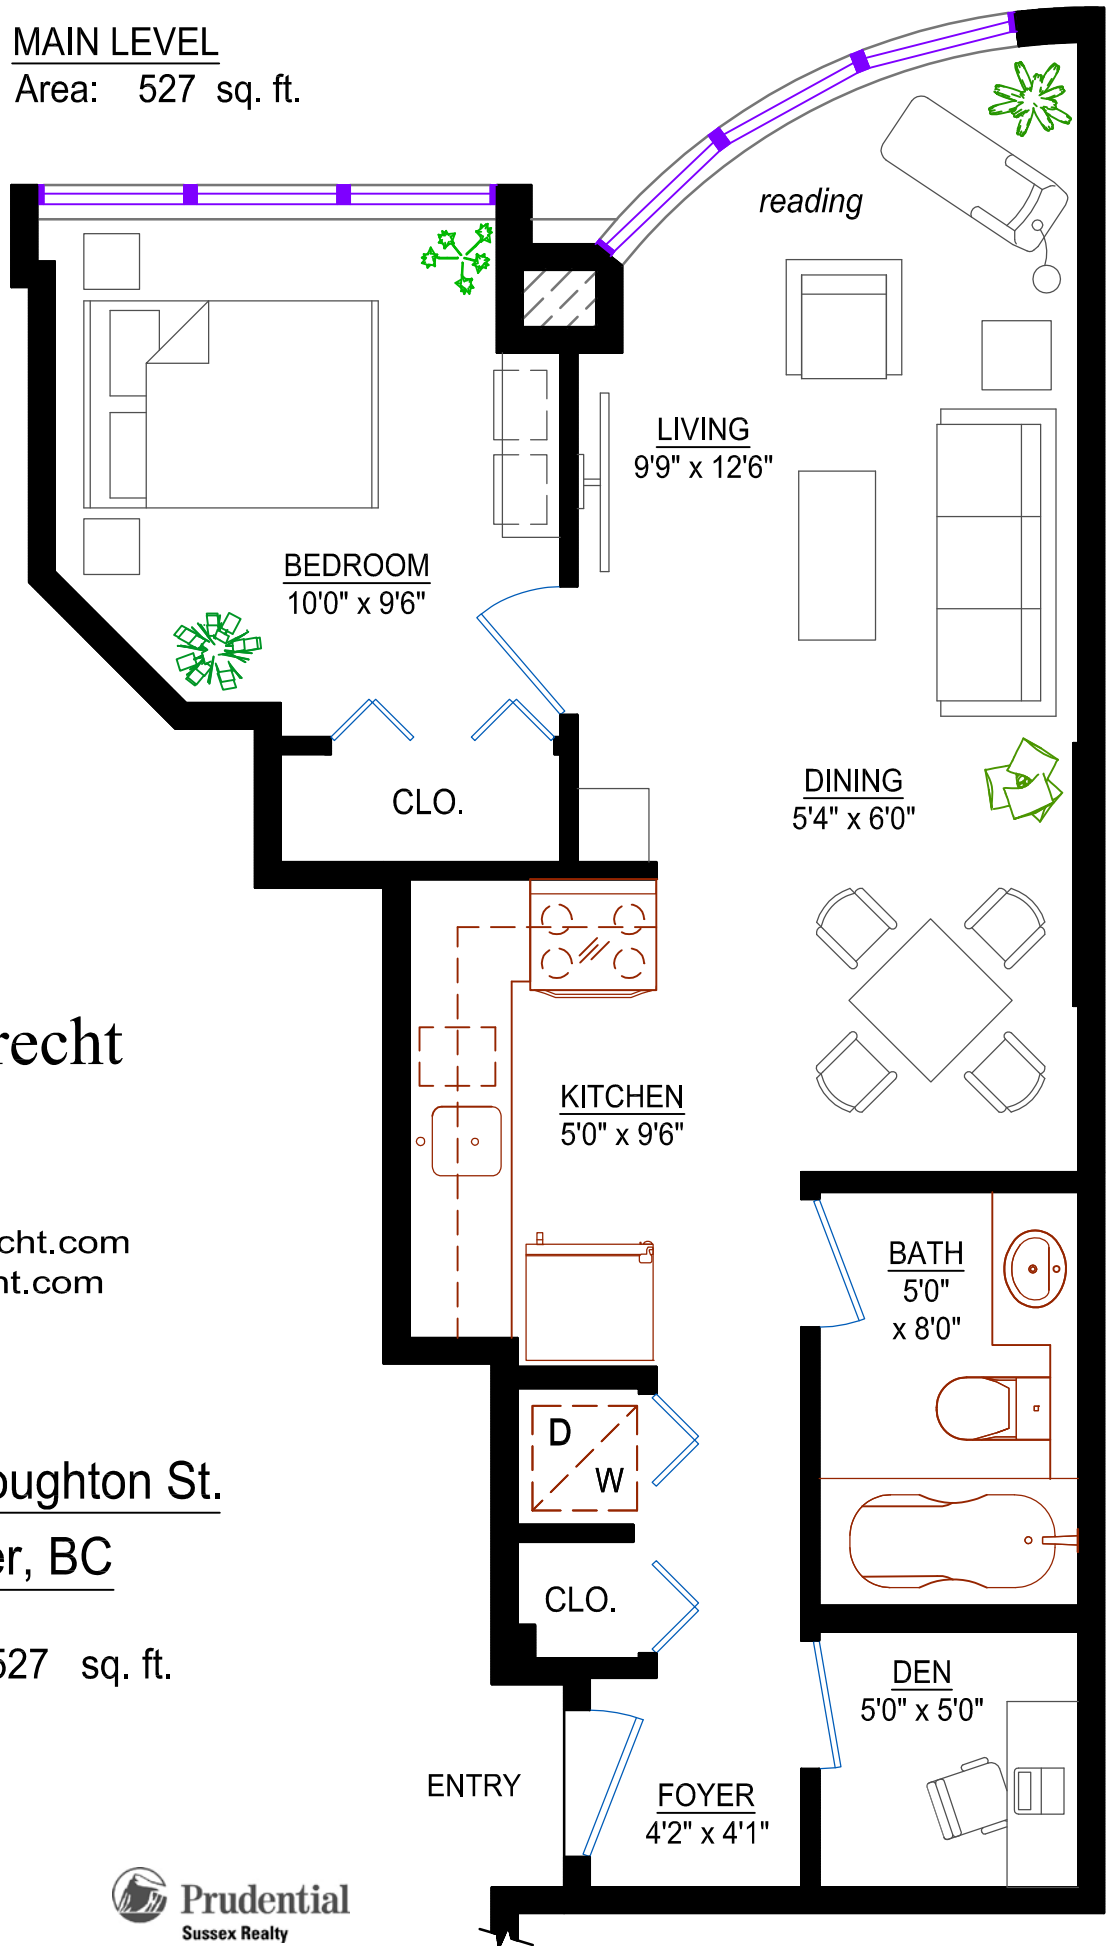 MAIN LEVEL
Area: 527 sq. ft.
reading
LIVING
9'9" x 12'6"
BEDROOM
10'0" x 9'6"
CLO.
DINING
5'4" x 6'0"
recht
KITCHEN
5'0" x 9'6"
BATH
5'0"
x 8'0"
cht.com
nt.com
D
W
oughton St.
er, BC
CLO.
527 sq. ft.
DEN
5'0" x 5'0"
ENTRY
FOYER
4'2" x 4'1"
Prudential
Sussex Realty